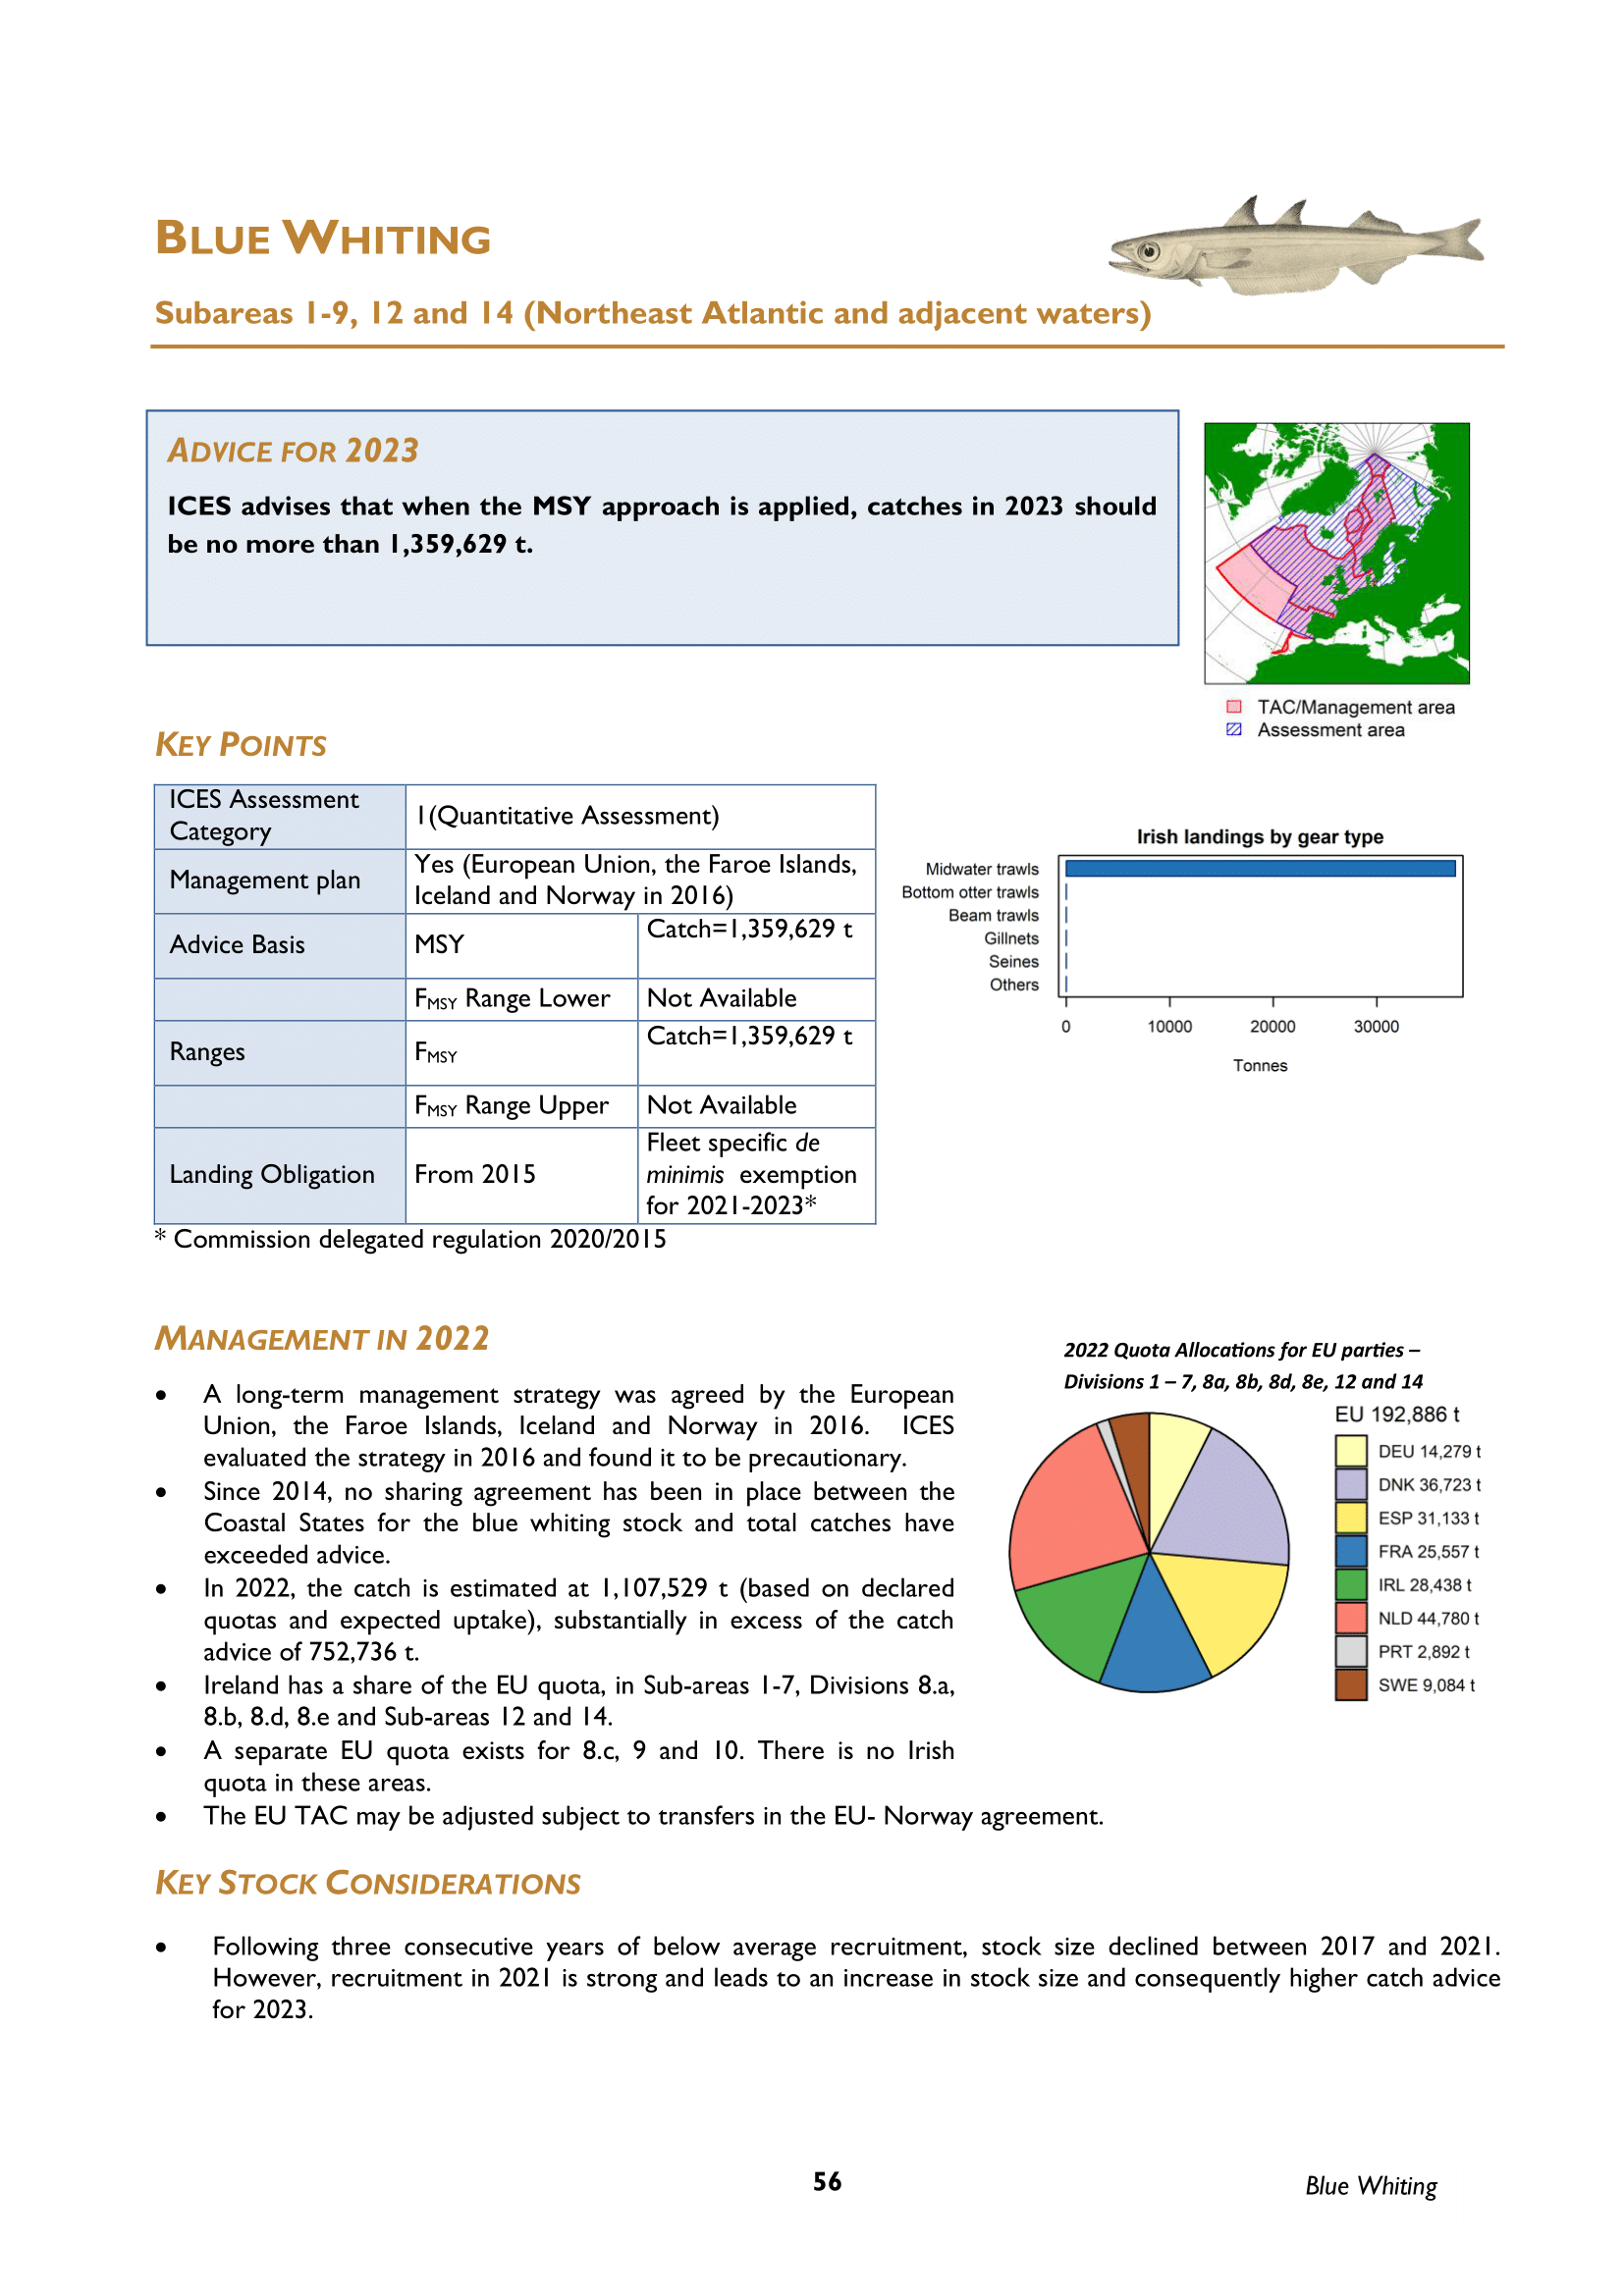 BLUE WHITING
Subareas 1-9, 12 and 14 (Northeast Atlantic and adjacent waters)
ADVICE FOR 2023
ICES advises that when the MSY approach is applied, catches in 2023 should
be no more than 1,359,629 t.
TAC/Management area
Assessment area
KEY POINTS
ICES Assessment
Category
1(Quantitative Assessment)
Management plan
Yes (European Union, the Faroe Islands,
Iceland and Norway in 2016)
Advice Basis
MSY
Catch=1,359,629 t
FMSY Range Lower
Not Available
Ranges
FMSY
Catch=1,359,629 t
FMSY Range Upper
Not Available
Landing Obligation
From 2015
Fleet specific de
minimis exemption
for 2021-2023*
* Commission delegated regulation 2020/2015
Irish landings by gear type
Midwater trawls
Bottom otter trawls
Beam trawls
Gillnets
Seines
Others
0 10000 20000 30000
Tonnes
MANAGEMENT IN 2022
• A long-term management strategy was agreed by the European
Union, the Faroe Islands, Iceland and Norway in 2016. ICES
evaluated the strategy in 2016 and found it to be precautionary.
• Since 2014, no sharing agreement has been in place between the
Coastal States for the blue whiting stock and total catches have
exceeded advice.
• In 2022, the catch is estimated at 1,107,529 t (based on declared
quotas and expected uptake), substantially in excess of the catch
advice of 752,736 t.
• Ireland has a share of the EU quota, in Sub-areas 1-7, Divisions 8.a,
8.b, 8.d, 8.e and Sub-areas 12 and 14.
• A separate EU quota exists for 8.c, 9 and 10. There is no Irish
quota in these areas.
• The EU TAC may be adjusted subject to transfers in the EU- Norway agreement.
2022 Quota Allocations for EU parties –
Divisions 1 – 7, 8a, 8b, 8d, 8e, 12 and 14
EU 192,886 t
DEU 14,279 t
DNK 36,723 t
ESP 31,133 t
FRA 25,557 t
IRL 28,438 t
NLD 44,780 t
PRT 2,892 t
SWE 9,084 t
KEY STOCK CONSIDERATIONS
• Following three consecutive years of below average recruitment, stock size declined between 2017 and 2021.
However, recruitment in 2021 is strong and leads to an increase in stock size and consequently higher catch advice
for 2023.
56
Blue Whiting